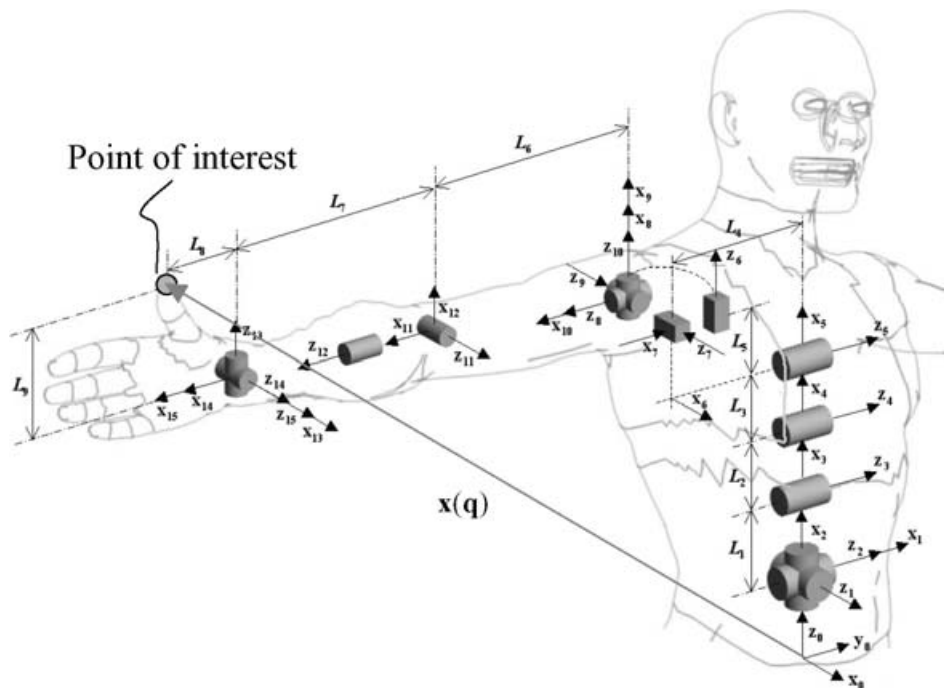 Point of interest
L₆
L₇
L₈
L₄
x₉
x₈
z₁₀
z₆
z₉
x₁₀
z₈
x₅
z₅
x₁₂
x₁₁
z₁₂
z₁₁
x₇
z₇
L₅
z₁₃
L₉
x₄
z₄
x₆
L₃
z₁₄
x₁₅
x₁₄
z₁₅
x₁₃
x₃
z₃
L₂
x(q)
x₂
L₁
z₂
x₁
z₁
z₀
y₀
x₀